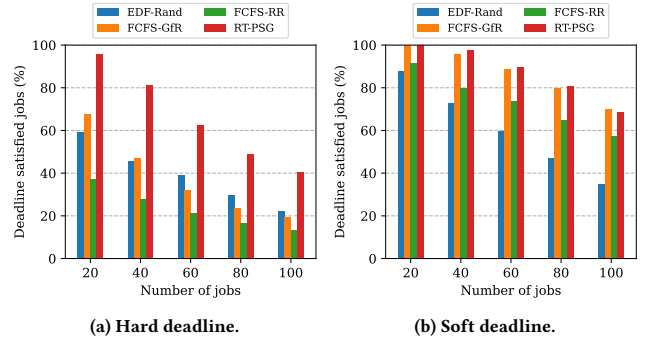 EDF-Rand FCFS-RR
FCFS-GfR RT-PSG
100
80
60
40
20
0
Deadline satisfied jobs (%)
20 40 60 80 100
Number of jobs
(a) Hard deadline.
EDF-Rand FCFS-RR
FCFS-GfR RT-PSG
100
80
60
40
20
0
Deadline satisfied jobs (%)
20 40 60 80 100
Number of jobs
(b) Soft deadline.